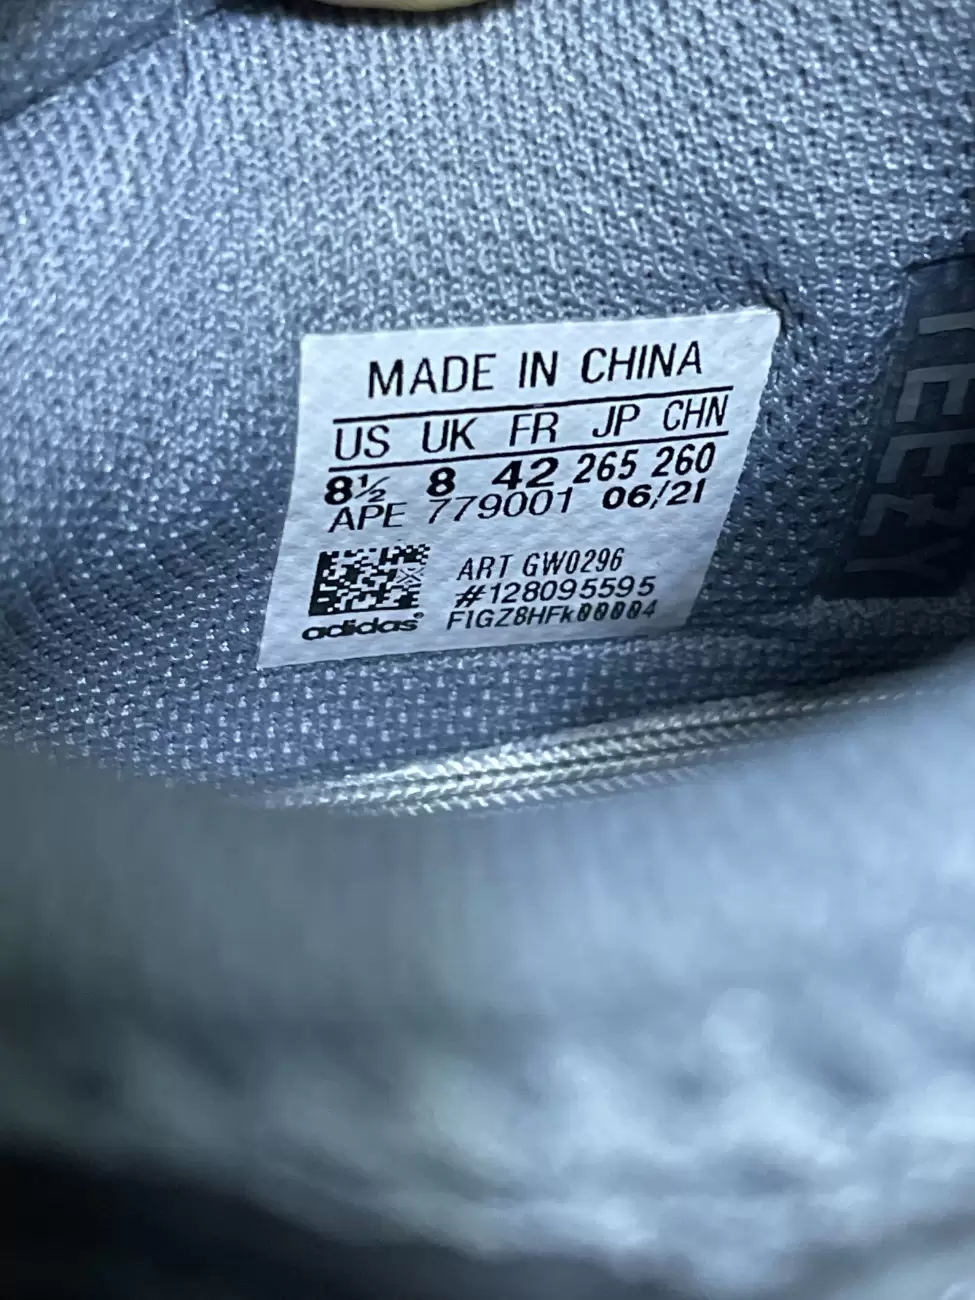 MADE IN CHINA
US UK FR JP CHN
8½ 8 42 265 260
APE 779001 06/21
ART GW0296
#128095595
F1GZ8HFk00004
adidas
YEEZY